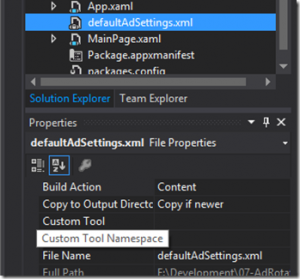 App.xaml
defaultAdSettings.xml
MainPage.xaml
Package.appxmanifest
packages.config
Solution Explorer Team Explorer
Properties
defaultAdSettings.xml File Properties
Build Action Content
Copy to Output Directo Copy if newer
Custom Tool
Custom Tool Namespace
File Name defaultAdSettings.xml
Full Path E:\Development\07-AdRota